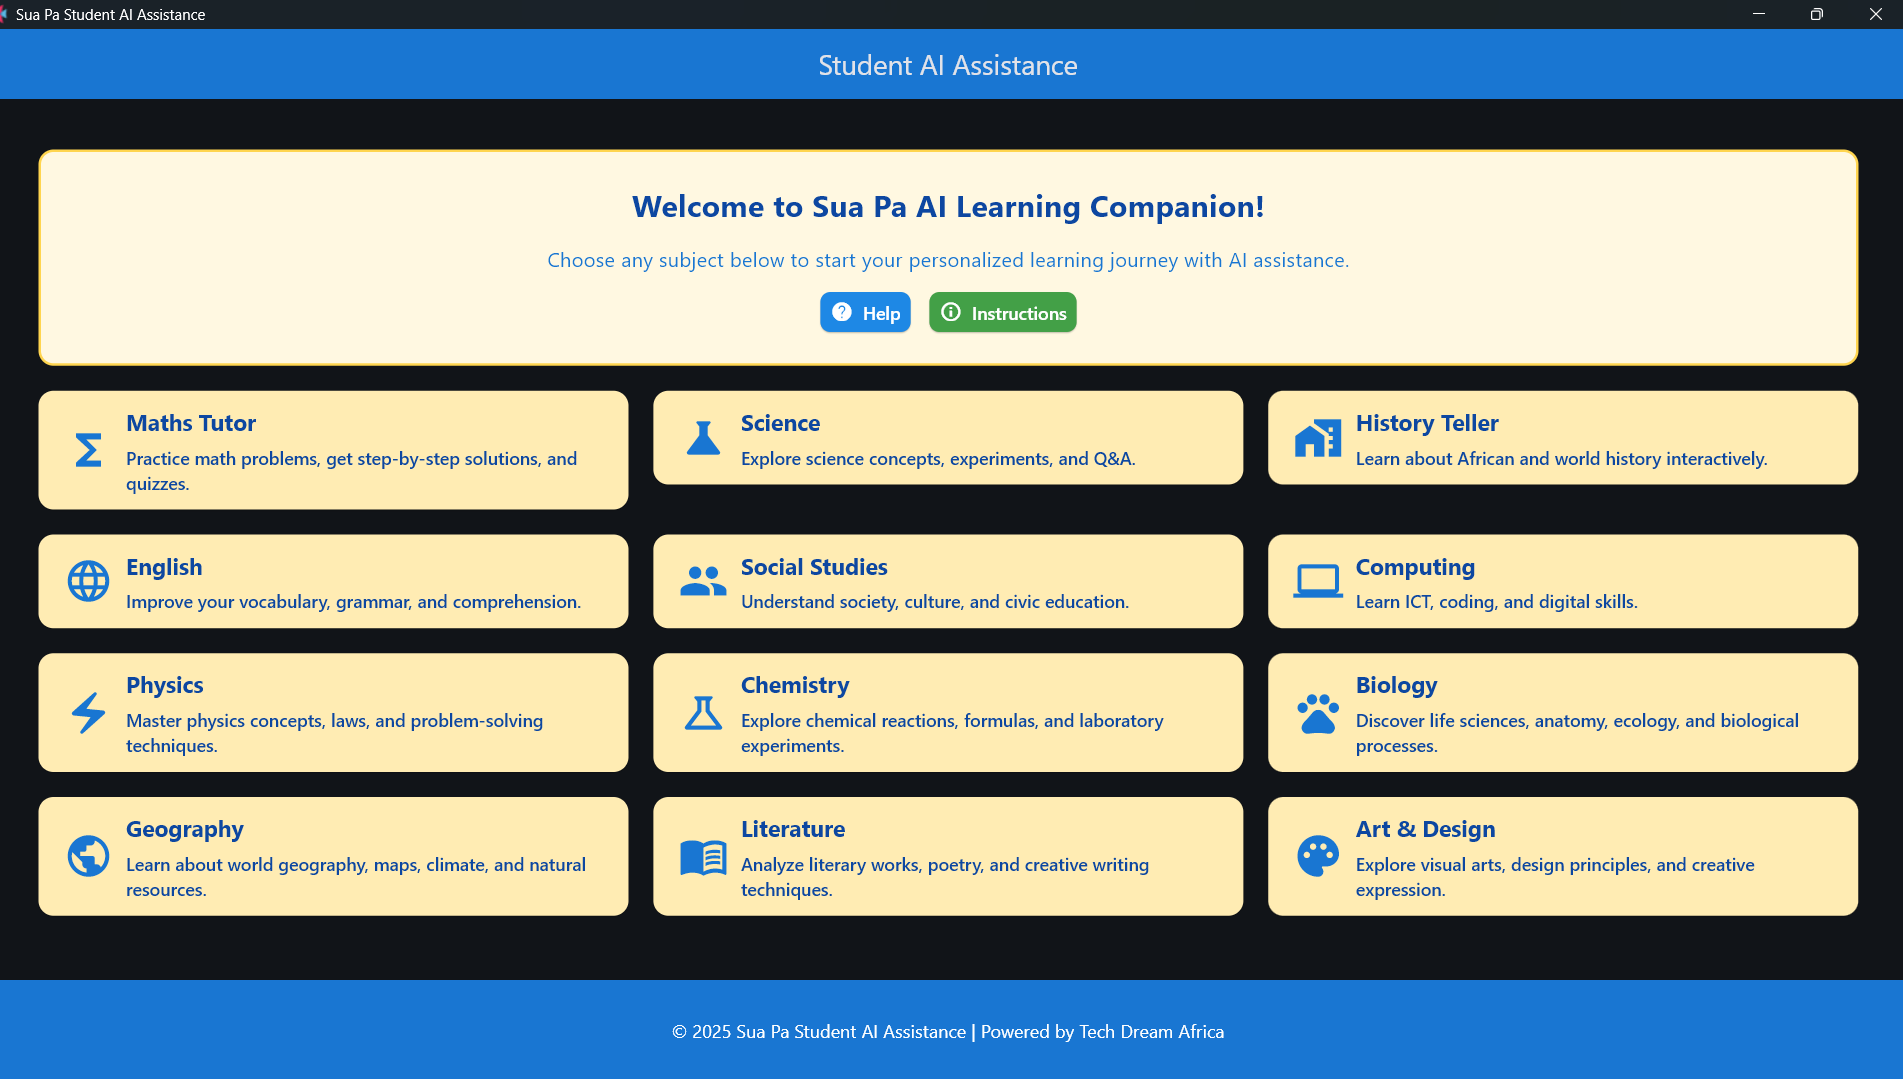 Sua Pa Student AI Assistance
Student AI Assistance
Welcome to Sua Pa AI Learning Companion!
Choose any subject below to start your personalized learning journey with AI assistance.
Help
Instructions
Maths Tutor
Practice math problems, get step-by-step solutions, and
quizzes.
Science
Explore science concepts, experiments, and Q&A.
History Teller
Learn about African and world history interactively.
English
Improve your vocabulary, grammar, and comprehension.
Social Studies
Understand society, culture, and civic education.
Computing
Learn ICT, coding, and digital skills.
Physics
Master physics concepts, laws, and problem-solving
techniques.
Chemistry
Explore chemical reactions, formulas, and laboratory
experiments.
Biology
Discover life sciences, anatomy, ecology, and biological
processes.
Geography
Learn about world geography, maps, climate, and natural
resources.
Literature
Analyze literary works, poetry, and creative writing
techniques.
Art & Design
Explore visual arts, design principles, and creative
expression.
© 2025 Sua Pa Student AI Assistance | Powered by Tech Dream Africa